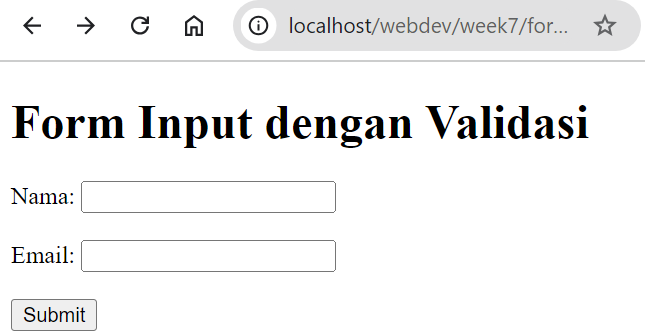 localhost/webdev/week7/for...
Form Input dengan Validasi
Nama:
Email:
Submit